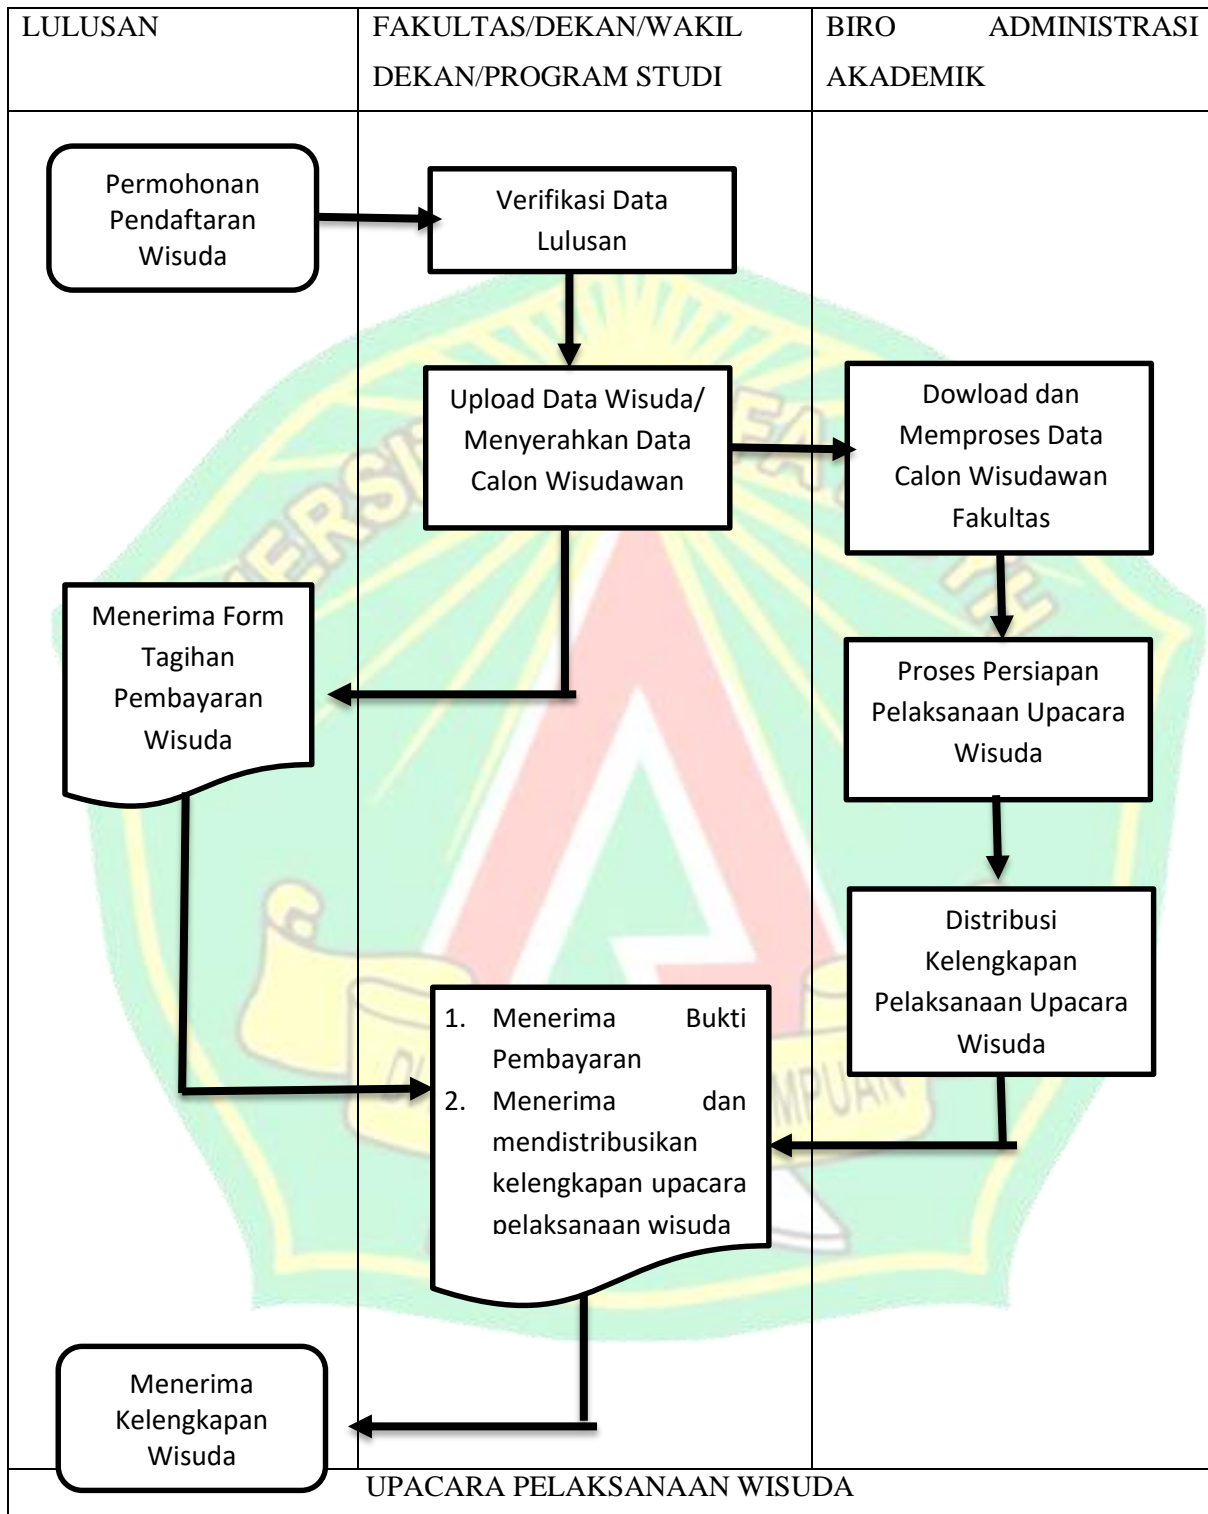 LULUSAN
FAKULTAS/DEKAN/WAKIL
DEKAN/PROGRAM STUDI
BIRO ADMINISTRASI
AKADEMIK
Permohonan
Pendaftaran
Wisuda
Verifikasi Data
Lulusan
Upload Data Wisuda/
Menyerahkan Data
Calon Wisudawan
Dowload dan
Memproses Data
Calon Wisudawan
Fakultas
Menerima Form
Tagihan
Pembayaran
Wisuda
Proses Persiapan
Pelaksanaan Upacara
Wisuda
Distribusi
Kelengkapan
Pelaksanaan Upacara
Wisuda
1. Menerima Bukti
Pembayaran
2. Menerima dan
mendistribusikan
kelengkapan upacara
pelaksanaan wisuda
Menerima
Kelengkapan
Wisuda
UPACARA PELAKSANAAN WISUDA